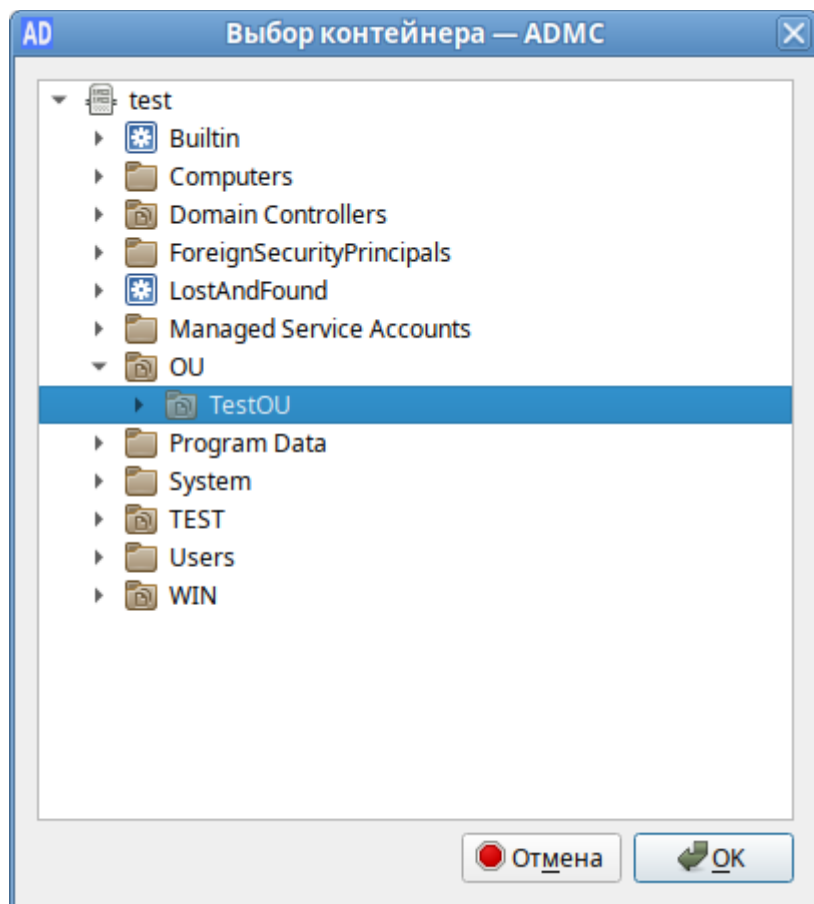 AD Выбор контейнера — ADMC
test
Builtin
Computers
Domain Controllers
ForeignSecurityPrincipals
LostAndFound
Managed Service Accounts
OU
TestOU
Program Data
System
TEST
Users
WIN
Отмена OK